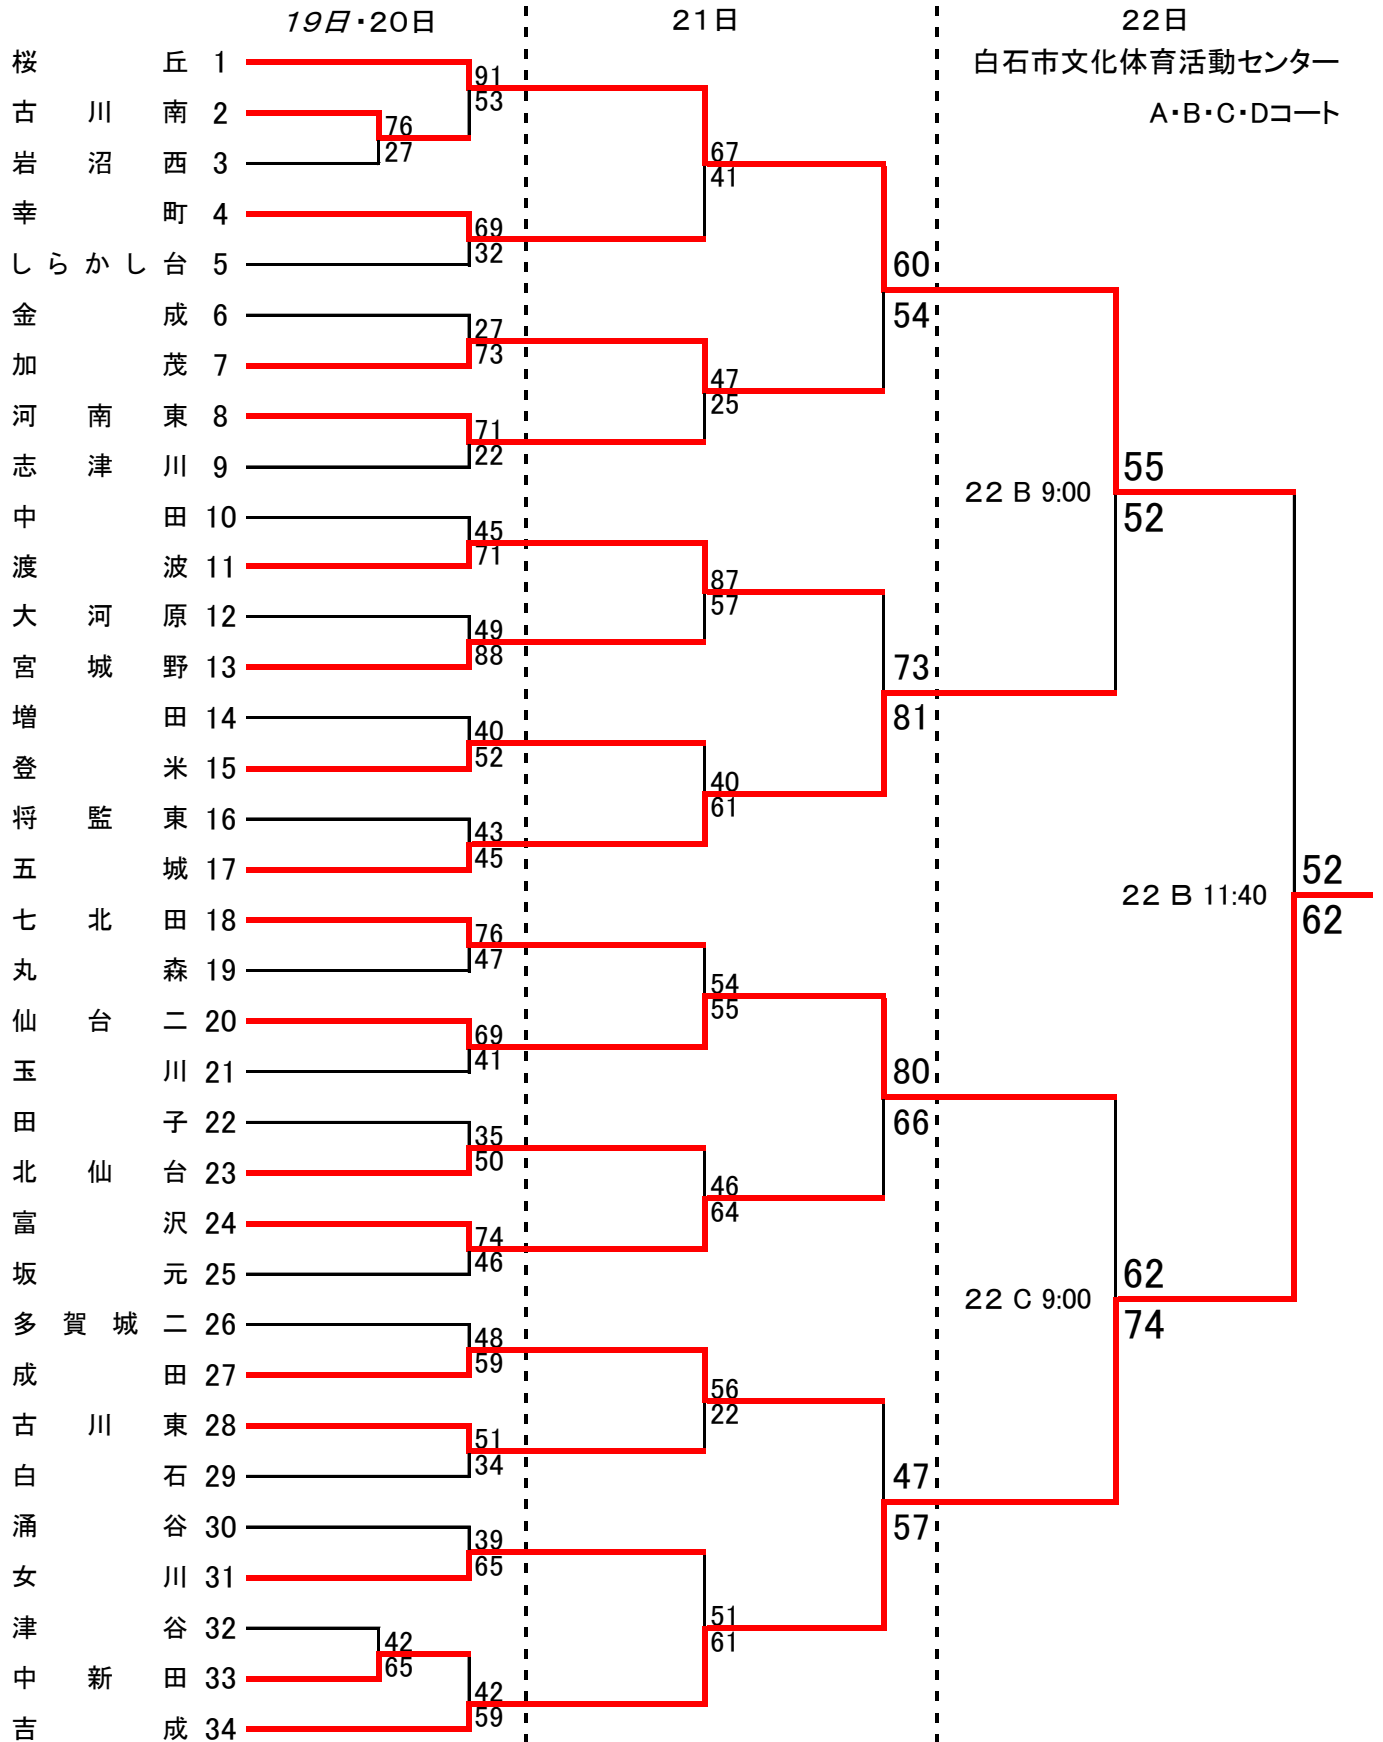 19日・20日 21日 22日
白石市文化体育活動センター
A・B・C・Dコート
桜丘 1
古川南 2
岩沼西 3
幸町 4
しらかし台 5
金成 6
加茂 7
河南東 8
志津川 9
中田 10
渡波 11
大河原 12
宮城野 13
増田 14
登米 15
将監東 16
五城 17
七北田 18
丸森 19
仙台二 20
玉川 21
田子 22
北仙台 23
富沢 24
坂元 25
多賀城二 26
成田 27
古川東 28
白石 29
涌谷 30
女川 31
津谷 32
中新田 33
吉成 34
76
27
42
65
91
53
69
32
27
73
71
22
45
71
49
88
40
52
43
45
76
47
69
41
35
50
74
46
48
59
51
34
39
65
42
59
67
41
47
25
87
57
40
61
54
55
46
64
56
22
51
61
60
54
73
81
80
66
47
57
22 B 9:00
55
52
22 C 9:00
62
74
22 B 11:40
52
62